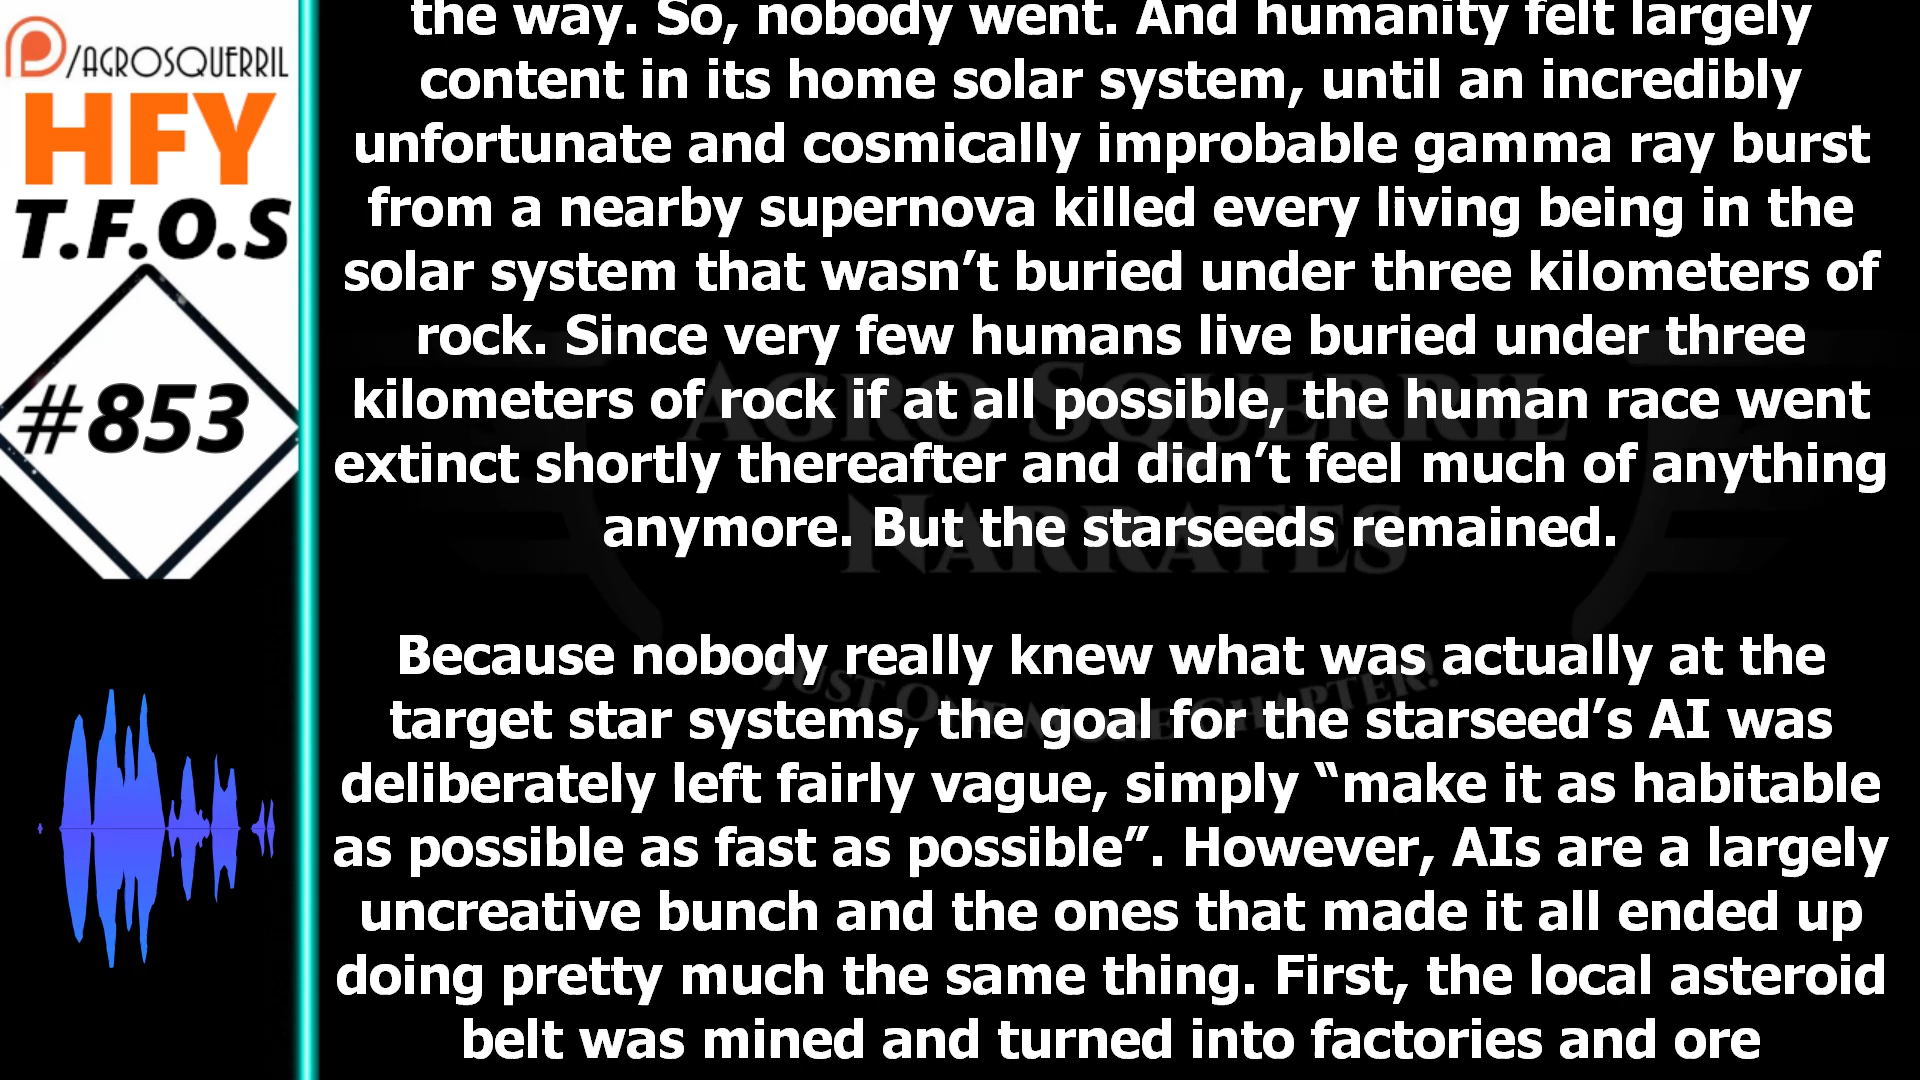 /AGROSQUERRIL
HFY
T.F.O.S
#853
the way. So, nobody went. And humanity felt largely
content in its home solar system, until an incredibly
unfortunate and cosmically improbable gamma ray burst
from a nearby supernova killed every living being in the
solar system that wasn’t buried under three kilometers of
rock. Since very few humans live buried under three
kilometers of rock if at all possible, the human race went
extinct shortly thereafter and didn’t feel much of anything
anymore. But the starseeds remained.
Because nobody really knew what was actually at the
target star systems, the goal for the starseed’s AI was
deliberately left fairly vague, simply “make it as habitable
as possible as fast as possible”. However, AIs are a largely
uncreative bunch and the ones that made it all ended up
doing pretty much the same thing. First, the local asteroid
belt was mined and turned into factories and ore
AGRO SQUERRIL
NARRATES
JUST ONE MORE CHAPTER!